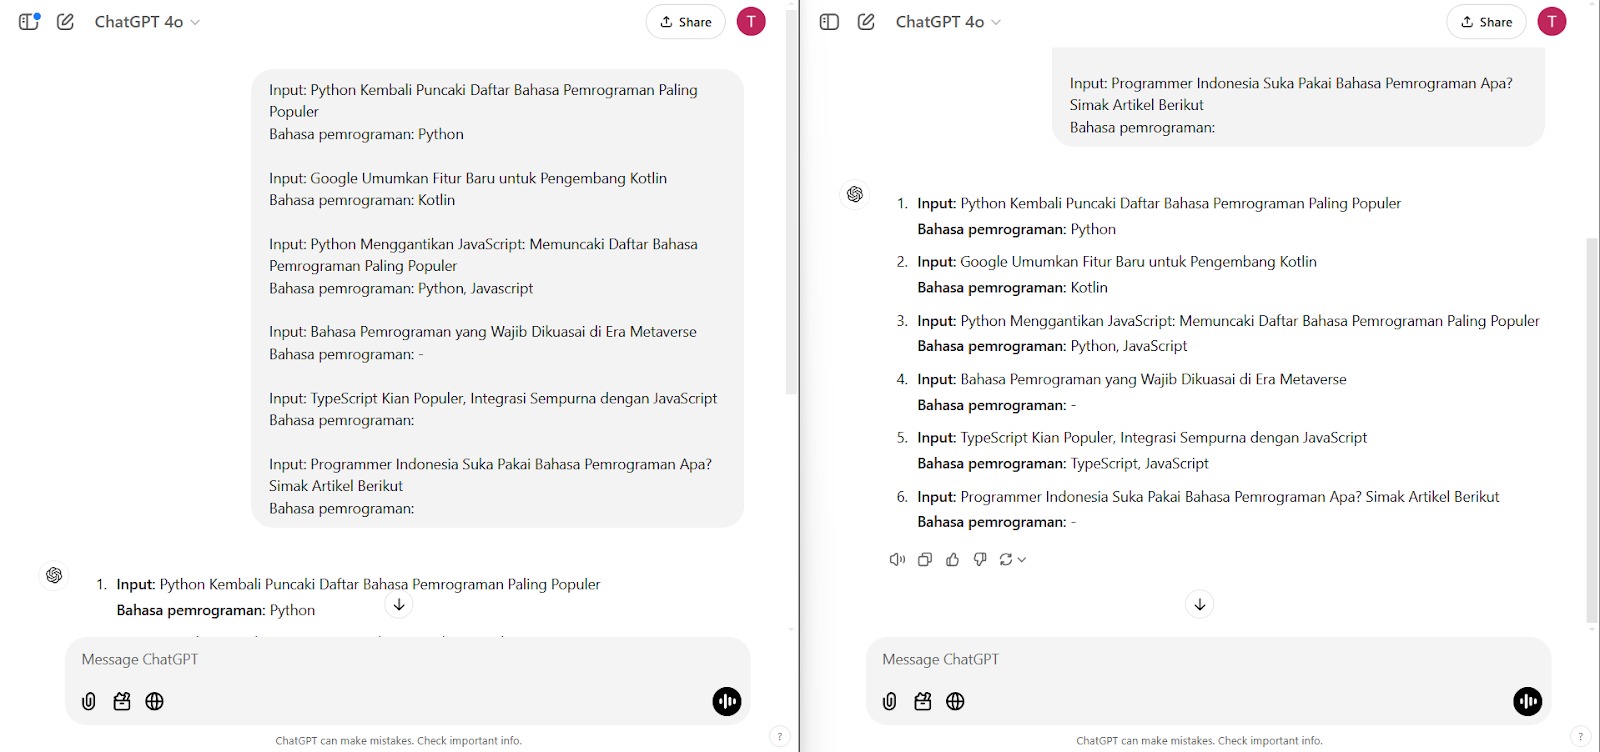 ChatGPT 4o
Share
T
Input: Python Kembali Puncaki Daftar Bahasa Pemrograman Paling
Populer
Bahasa pemrograman: Python
Input: Google Umumkan Fitur Baru untuk Pengembang Kotlin
Bahasa pemrograman: Kotlin
Input: Python Menggantikan JavaScript: Memuncaki Daftar Bahasa
Pemrograman Paling Populer
Bahasa pemrograman: Python, Javascript
Input: Bahasa Pemrograman yang Wajib Dikuasai di Era Metaverse
Bahasa pemrograman: -
Input: TypeScript Kian Populer, Integrasi Sempurna dengan JavaScript
Bahasa pemrograman:
Input: Programmer Indonesia Suka Pakai Bahasa Pemrograman Apa?
Simak Artikel Berikut
Bahasa pemrograman:
1. Input: Python Kembali Puncaki Daftar Bahasa Pemrograman Paling Populer
Bahasa pemrograman: Python
Message ChatGPT
ChatGPT can make mistakes. Check important info.
?
ChatGPT 4o
Share
T
Input: Programmer Indonesia Suka Pakai Bahasa Pemrograman Apa?
Simak Artikel Berikut
Bahasa pemrograman:
1. Input: Python Kembali Puncaki Daftar Bahasa Pemrograman Paling Populer
Bahasa pemrograman: Python
2. Input: Google Umumkan Fitur Baru untuk Pengembang Kotlin
Bahasa pemrograman: Kotlin
3. Input: Python Menggantikan JavaScript: Memuncaki Daftar Bahasa Pemrograman Paling Populer
Bahasa pemrograman: Python, JavaScript
4. Input: Bahasa Pemrograman yang Wajib Dikuasai di Era Metaverse
Bahasa pemrograman: -
5. Input: TypeScript Kian Populer, Integrasi Sempurna dengan JavaScript
Bahasa pemrograman: TypeScript, JavaScript
6. Input: Programmer Indonesia Suka Pakai Bahasa Pemrograman Apa? Simak Artikel Berikut
Bahasa pemrograman: -
Message ChatGPT
ChatGPT can make mistakes. Check important info.
?